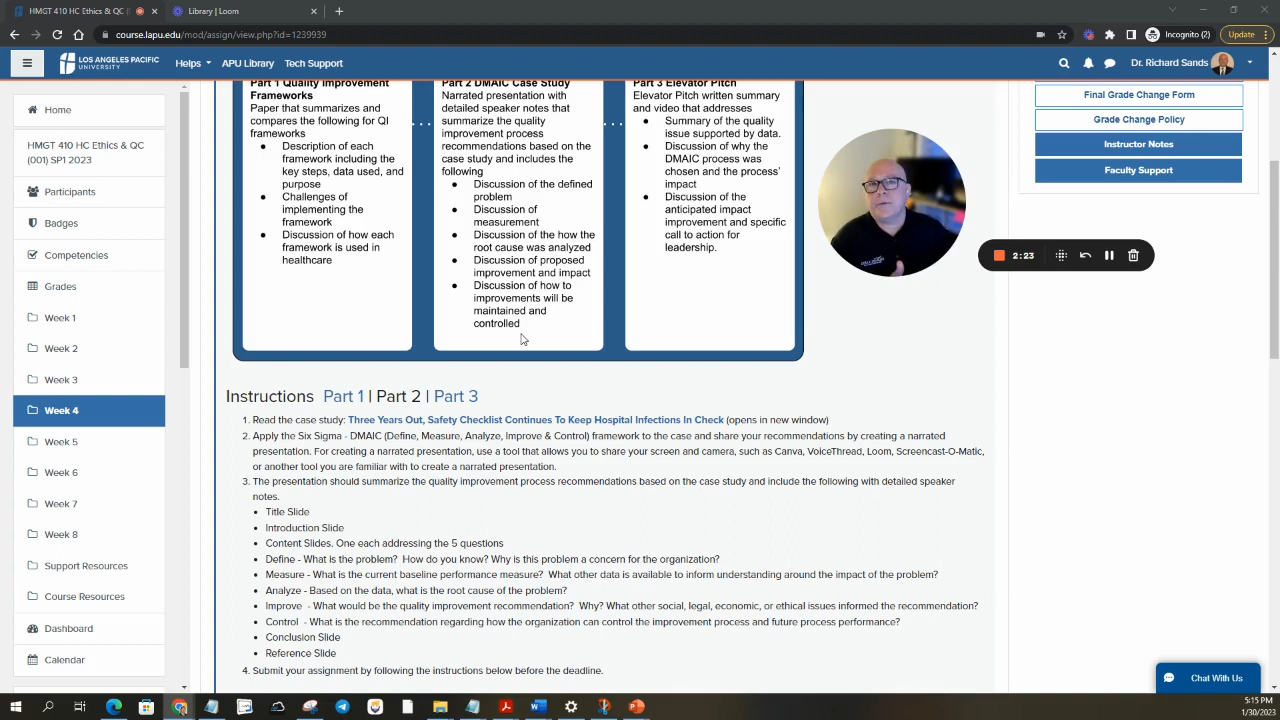 HMGT 410 HC Ethics & QC (
Library | Loom
course.lapu.edu/mod/assign/view.php?id=1239939
Incognito (2)
Update
LOS ANGELES PACIFIC
UNIVERSITY
Helps
APU Library
Tech Support
Dr. Richard Sands
Home
HMGT 410 HC Ethics & QC
(001) SP1 2023
Participants
Badges
Competencies
Grades
Week 1
Week 2
Week 3
Week 4
Week 5
Week 6
Week 7
Week 8
Support Resources
Course Resources
Dashboard
Calendar
Part 1 Quality Improvement
Frameworks
Paper that summarizes and
compares the following for QI
frameworks
● Description of each
framework including the
key steps, data used, and
purpose
● Challenges of
implementing the
framework
● Discussion of how each
framework is used in
healthcare
Part 2 DMAIC Case Study
Narrated presentation with
detailed speaker notes that
summarize the quality
improvement process
recommendations based on the
case study and includes the
following
● Discussion of the defined
problem
● Discussion of
measurement
● Discussion of the how the
root cause was analyzed
● Discussion of proposed
improvement and impact
● Discussion of how to
improvements will be
maintained and
controlled
Part 3 Elevator Pitch
Elevator Pitch written summary
and video that addresses
● Summary of the quality
issue supported by data.
● Discussion of why the
DMAIC process was
chosen and the process'
impact
● Discussion of the
anticipated impact
improvement and specific
call to action for
leadership.
Final Grade Change Form
Grade Change Policy
Instructor Notes
Faculty Support
2:23
Instructions Part 1 | Part 2 | Part 3
1. Read the case study: Three Years Out, Safety Checklist Continues To Keep Hospital Infections In Check (opens in new window)
2. Apply the Six Sigma - DMAIC (Define, Measure, Analyze, Improve & Control) framework to the case and share your recommendations by creating a narrated
presentation. For creating a narrated presentation, use a tool that allows you to share your screen and camera, such as Canva, VoiceThread, Loom, Screencast-O-Matic,
or another tool you are familiar with to create a narrated presentation.
3. The presentation should summarize the quality improvement process recommendations based on the case study and include the following with detailed speaker
notes.
• Title Slide
• Introduction Slide
• Content Slides. One each addressing the 5 questions
• Define - What is the problem? How do you know? Why is this problem a concern for the organization?
• Measure - What is the current baseline performance measure? What other data is available to inform understanding around the impact of the problem?
• Analyze - Based on the data, what is the root cause of the problem?
• Improve - What would be the quality improvement recommendation? Why? What other social, legal, economic, or ethical issues informed the recommendation?
• Control - What is the recommendation regarding how the organization can control the improvement process and future process performance?
• Conclusion Slide
• Reference Slide
4. Submit your assignment by following the instructions below before the deadline.
Chat With Us
5:15 PM
1/30/2023